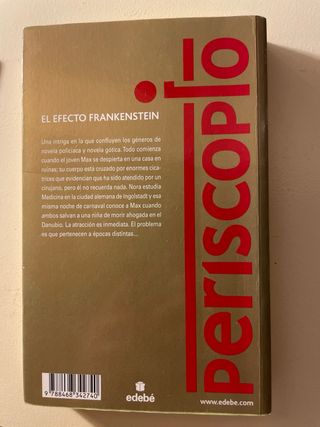 EL EFECTO FRANKENSTEIN
Una intriga en la que confluyen los géneros de
novela policíaca y novela gótica. Todo comienza
cuando el joven Max se despierta en una casa en
ruinas; su cuerpo está cruzado por enormes cica-
trices que evidencian que ha sido atendido por un
cirujano, pero él no recuerda nada. Nora estudia
Medicina en la ciudad alemana de Ingolstadt y esa
misma noche de carnaval conoce a Max cuando
ambos salvan a una niña de morir ahogada en el
Danubio. La atracción es inmediata. El problema
es que pertenecen a épocas distintas...
periscopio
9 788468 342740
edebé
www.edebe.com